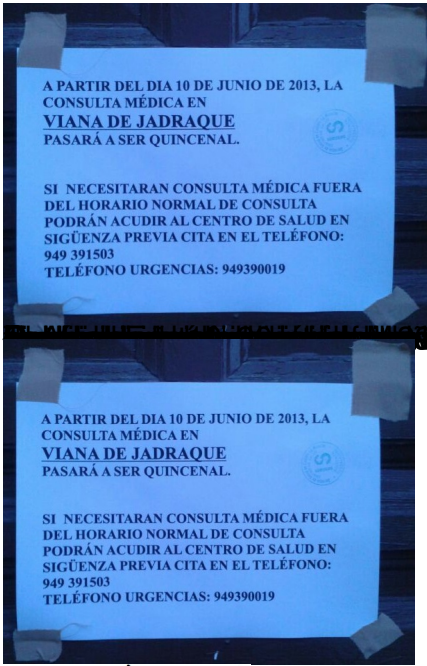 A PARTIR DEL DIA 10 DE JUNIO DE 2013, LA
CONSULTA MÉDICA EN
VIANA DE JADRAQUE
PASARÁ A SER QUINCENAL.
SI NECESITARAN CONSULTA MÉDICA FUERA
DEL HORARIO NORMAL DE CONSULTA
PODRÁN ACUDIR AL CENTRO DE SALUD EN
SIGÜENZA PREVIA CITA EN EL TELÉFONO:
949 391503
TELÉFONO URGENCIAS: 949390019
A PARTIR DEL DIA 10 DE JUNIO DE 2013, LA
CONSULTA MÉDICA EN
VIANA DE JADRAQUE
PASARÁ A SER QUINCENAL.
SI NECESITARAN CONSULTA MÉDICA FUERA
DEL HORARIO NORMAL DE CONSULTA
PODRÁN ACUDIR AL CENTRO DE SALUD EN
SIGÜENZA PREVIA CITA EN EL TELÉFONO:
949 391503
TELÉFONO URGENCIAS: 949390019